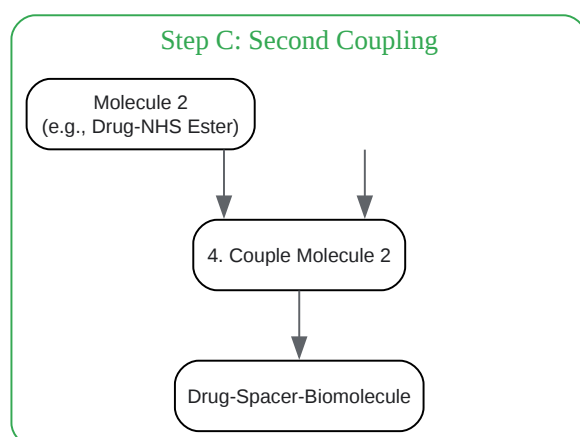 Step C: Second Coupling
Molecule 2
(e.g., Drug-NHS Ester)
4. Couple Molecule 2
Drug-Spacer-Biomolecule